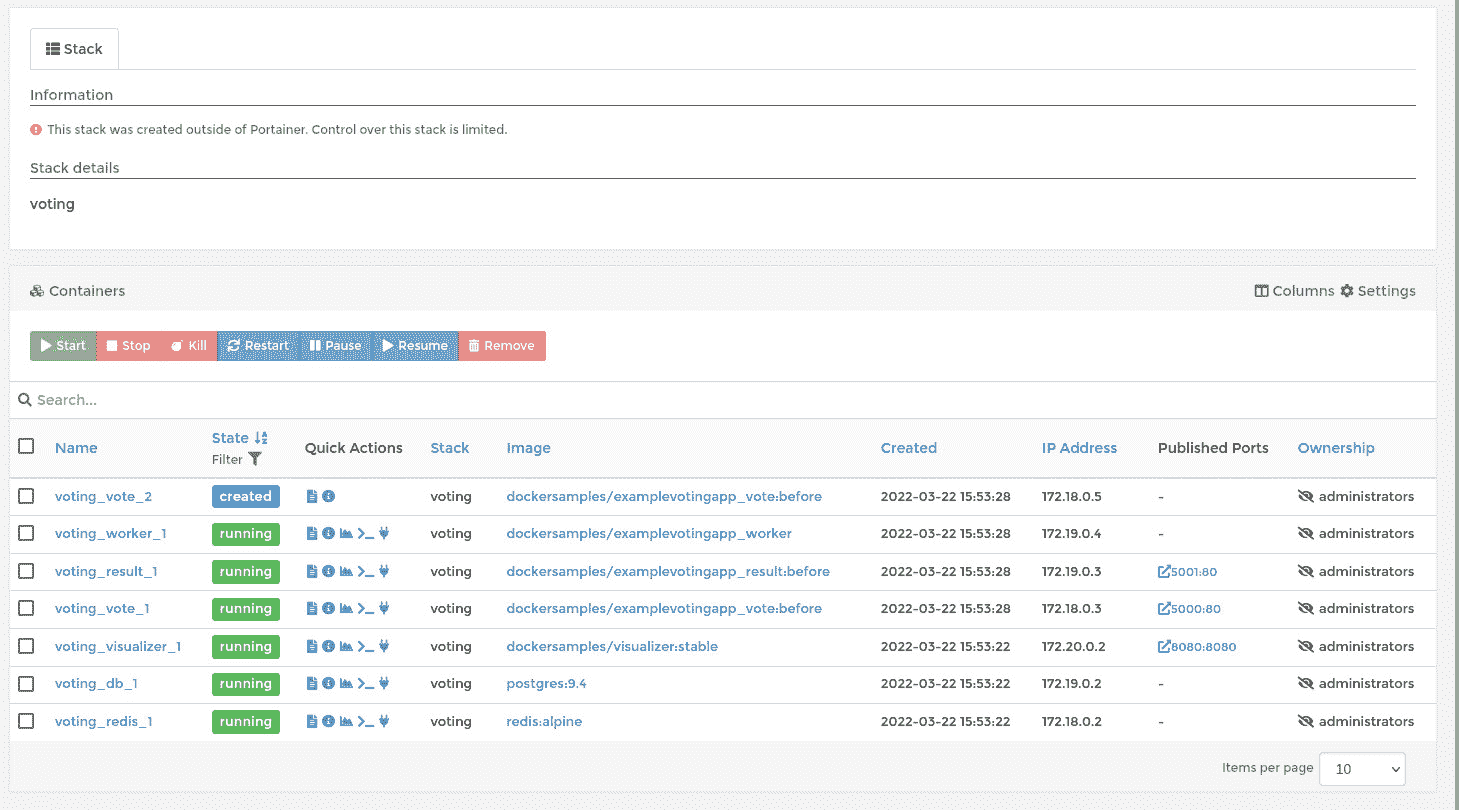 Stack
Information
This stack was created outside of Portainer. Control over this stack is limited.
Stack details
voting
Containers Columns Settings
Start Stop Kill Restart Pause Resume Remove
Search...
Name State Filter Quick Actions Stack Image Created IP Address Published Ports Ownership
voting_vote_2 created voting dockersamples/examplevotingapp_vote:before 2022-03-22 15:53:28 172.18.0.5 - administrators
voting_worker_1 running voting dockersamples/examplevotingapp_worker 2022-03-22 15:53:28 172.19.0.4 - administrators
voting_result_1 running voting dockersamples/examplevotingapp_result:before 2022-03-22 15:53:28 172.19.0.3 5001:80 administrators
voting_vote_1 running voting dockersamples/examplevotingapp_vote:before 2022-03-22 15:53:28 172.18.0.3 5000:80 administrators
voting_visualizer_1 running voting dockersamples/visualizer:stable 2022-03-22 15:53:22 172.20.0.2 8080:8080 administrators
voting_db_1 running voting postgres:9.4 2022-03-22 15:53:22 172.19.0.2 - administrators
voting_redis_1 running voting redis:alpine 2022-03-22 15:53:22 172.18.0.2 - administrators
Items per page 10